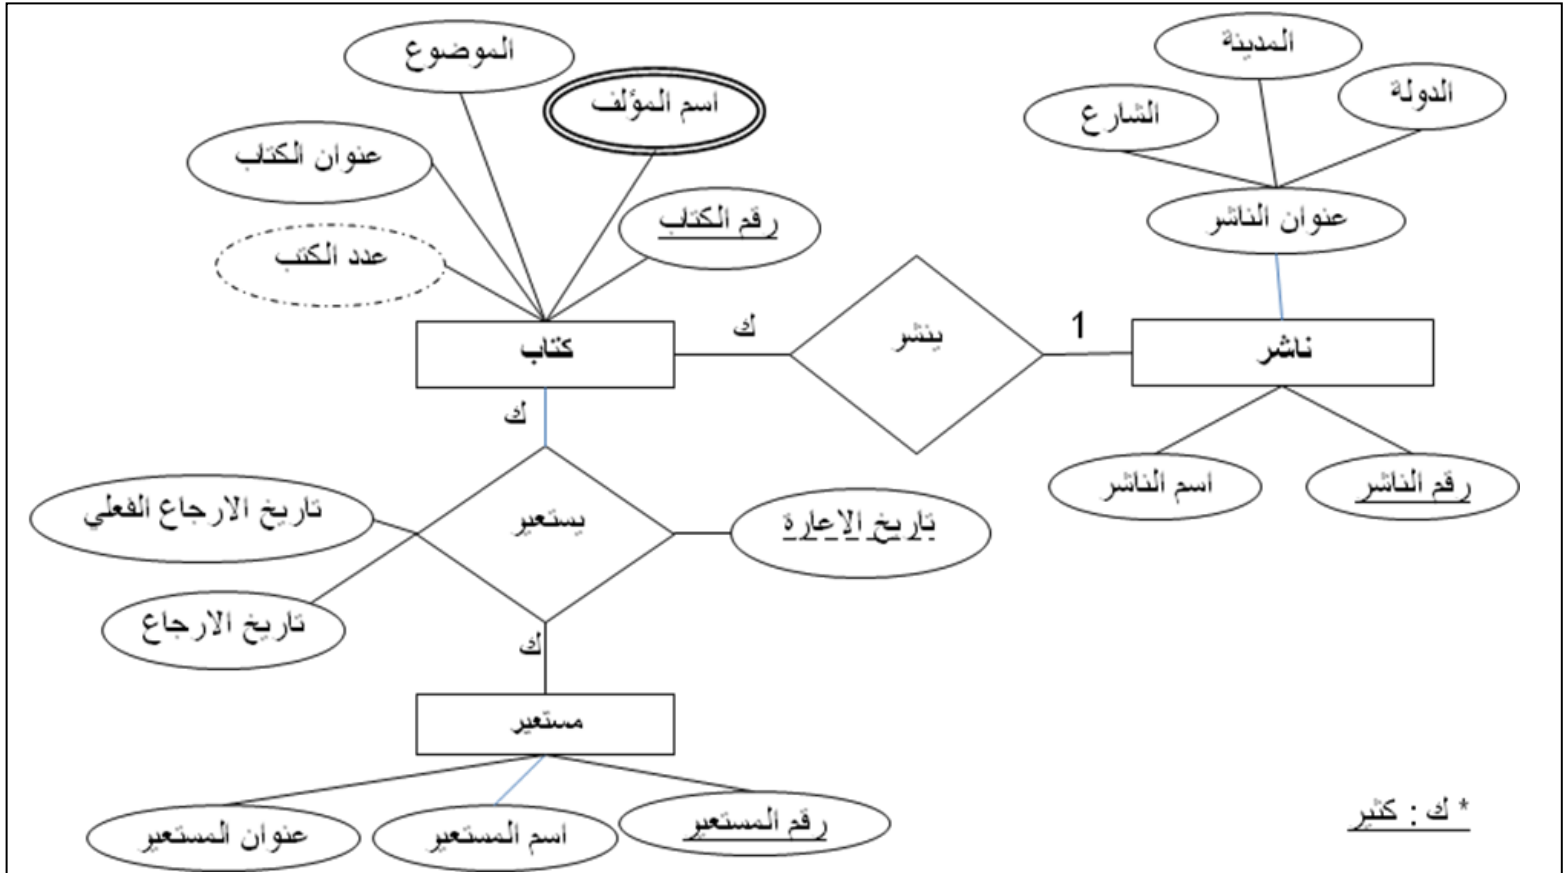 المدينة
الموضوع
الدولة
اسم المؤلف
الشارع
عنوان الكتاب
عنوان الناشر
رقم الكتاب
عدد الكتب
ناشر
1
ينشر
ك
كتاب
ك
رقم الناشر
اسم الناشر
تاريخ الاعارة
يستعير
تاريخ الارجاع الفعلي
تاريخ الارجاع
ك
مستعير
رقم المستعير
اسم المستعير
عنوان المستعير
* ك : كثير